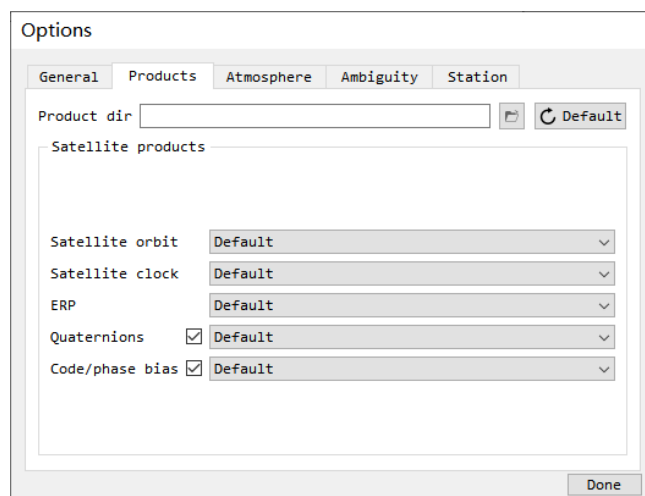 Options
General Products Atmosphere Ambiguity Station
Product dir Default
Satellite products
Satellite orbit Default
Satellite clock Default
ERP Default
Quaternions Default
Code/phase bias Default
Done